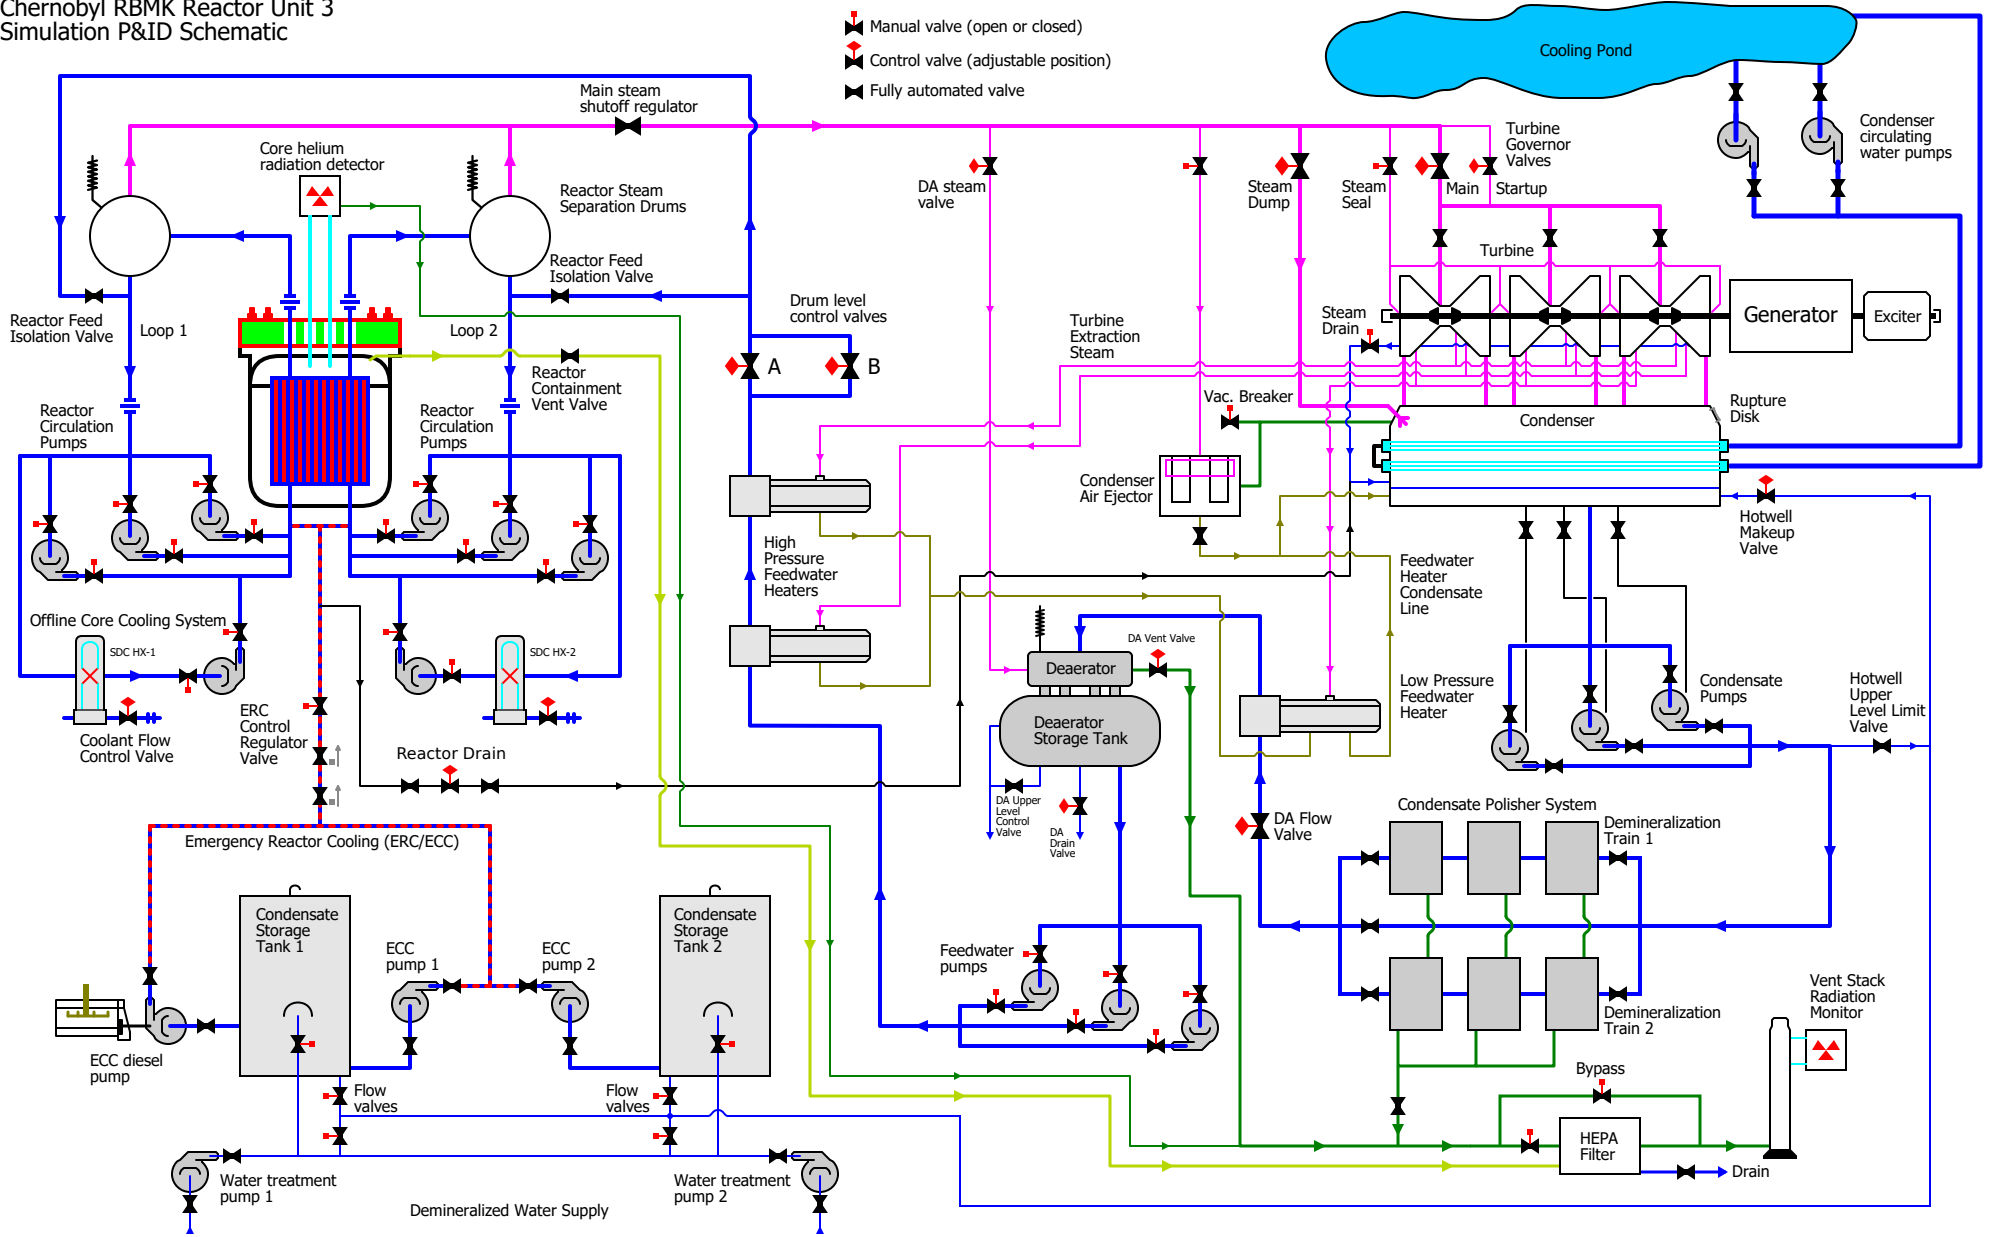 Chernobyl RBMK Reactor Unit 3
Simulation P&ID Schematic
Manual valve (open or closed)
Control valve (adjustable position)
Fully automated valve
Cooling Pond
Main steam
shutoff regulator
Core helium
radiation detector
Reactor Steam
Separation Drums
DA steam
valve
Steam
Dump
Steam
Seal
Main
Startup
Turbine
Governor
Valves
Condenser
circulating
water pumps
Turbine
Reactor Feed
Isolation Valve
Reactor Feed
Isolation Valve
Loop 1
Loop 2
Drum level
control valves
A
B
Turbine
Extraction
Steam
Steam
Drain
Generator
Exciter
Reactor
Containment
Vent Valve
Vac. Breaker
Condenser
Rupture
Disk
Reactor
Circulation
Pumps
Reactor
Circulation
Pumps
Condenser
Air Ejector
Hotwell
Makeup
Valve
High
Pressure
Feedwater
Heaters
Feedwater
Heater
Condensate
Line
Offline Core Cooling System
SDC HX-1
SDC HX-2
Coolant Flow
Control Valve
ERC
Control
Regulator
Valve
Reactor Drain
DA Vent Valve
Deaerator
Deaerator
Storage Tank
Low Pressure
Feedwater
Heater
Condensate
Pumps
Hotwell
Upper
Level Limit
Valve
DA Upper
Level
Control
Valve
DA
Drain
Valve
DA Flow
Valve
Condensate Polisher System
Demineralization
Train 1
Demineralization
Train 2
Emergency Reactor Cooling (ERC/ECC)
Condensate
Storage
Tank 1
ECC
pump 1
ECC
pump 2
Condensate
Storage
Tank 2
Feedwater
pumps
Vent Stack
Radiation
Monitor
ECC diesel
pump
Flow
valves
Flow
valves
Bypass
HEPA
Filter
Drain
Water treatment
pump 1
Water treatment
pump 2
Demineralized Water Supply